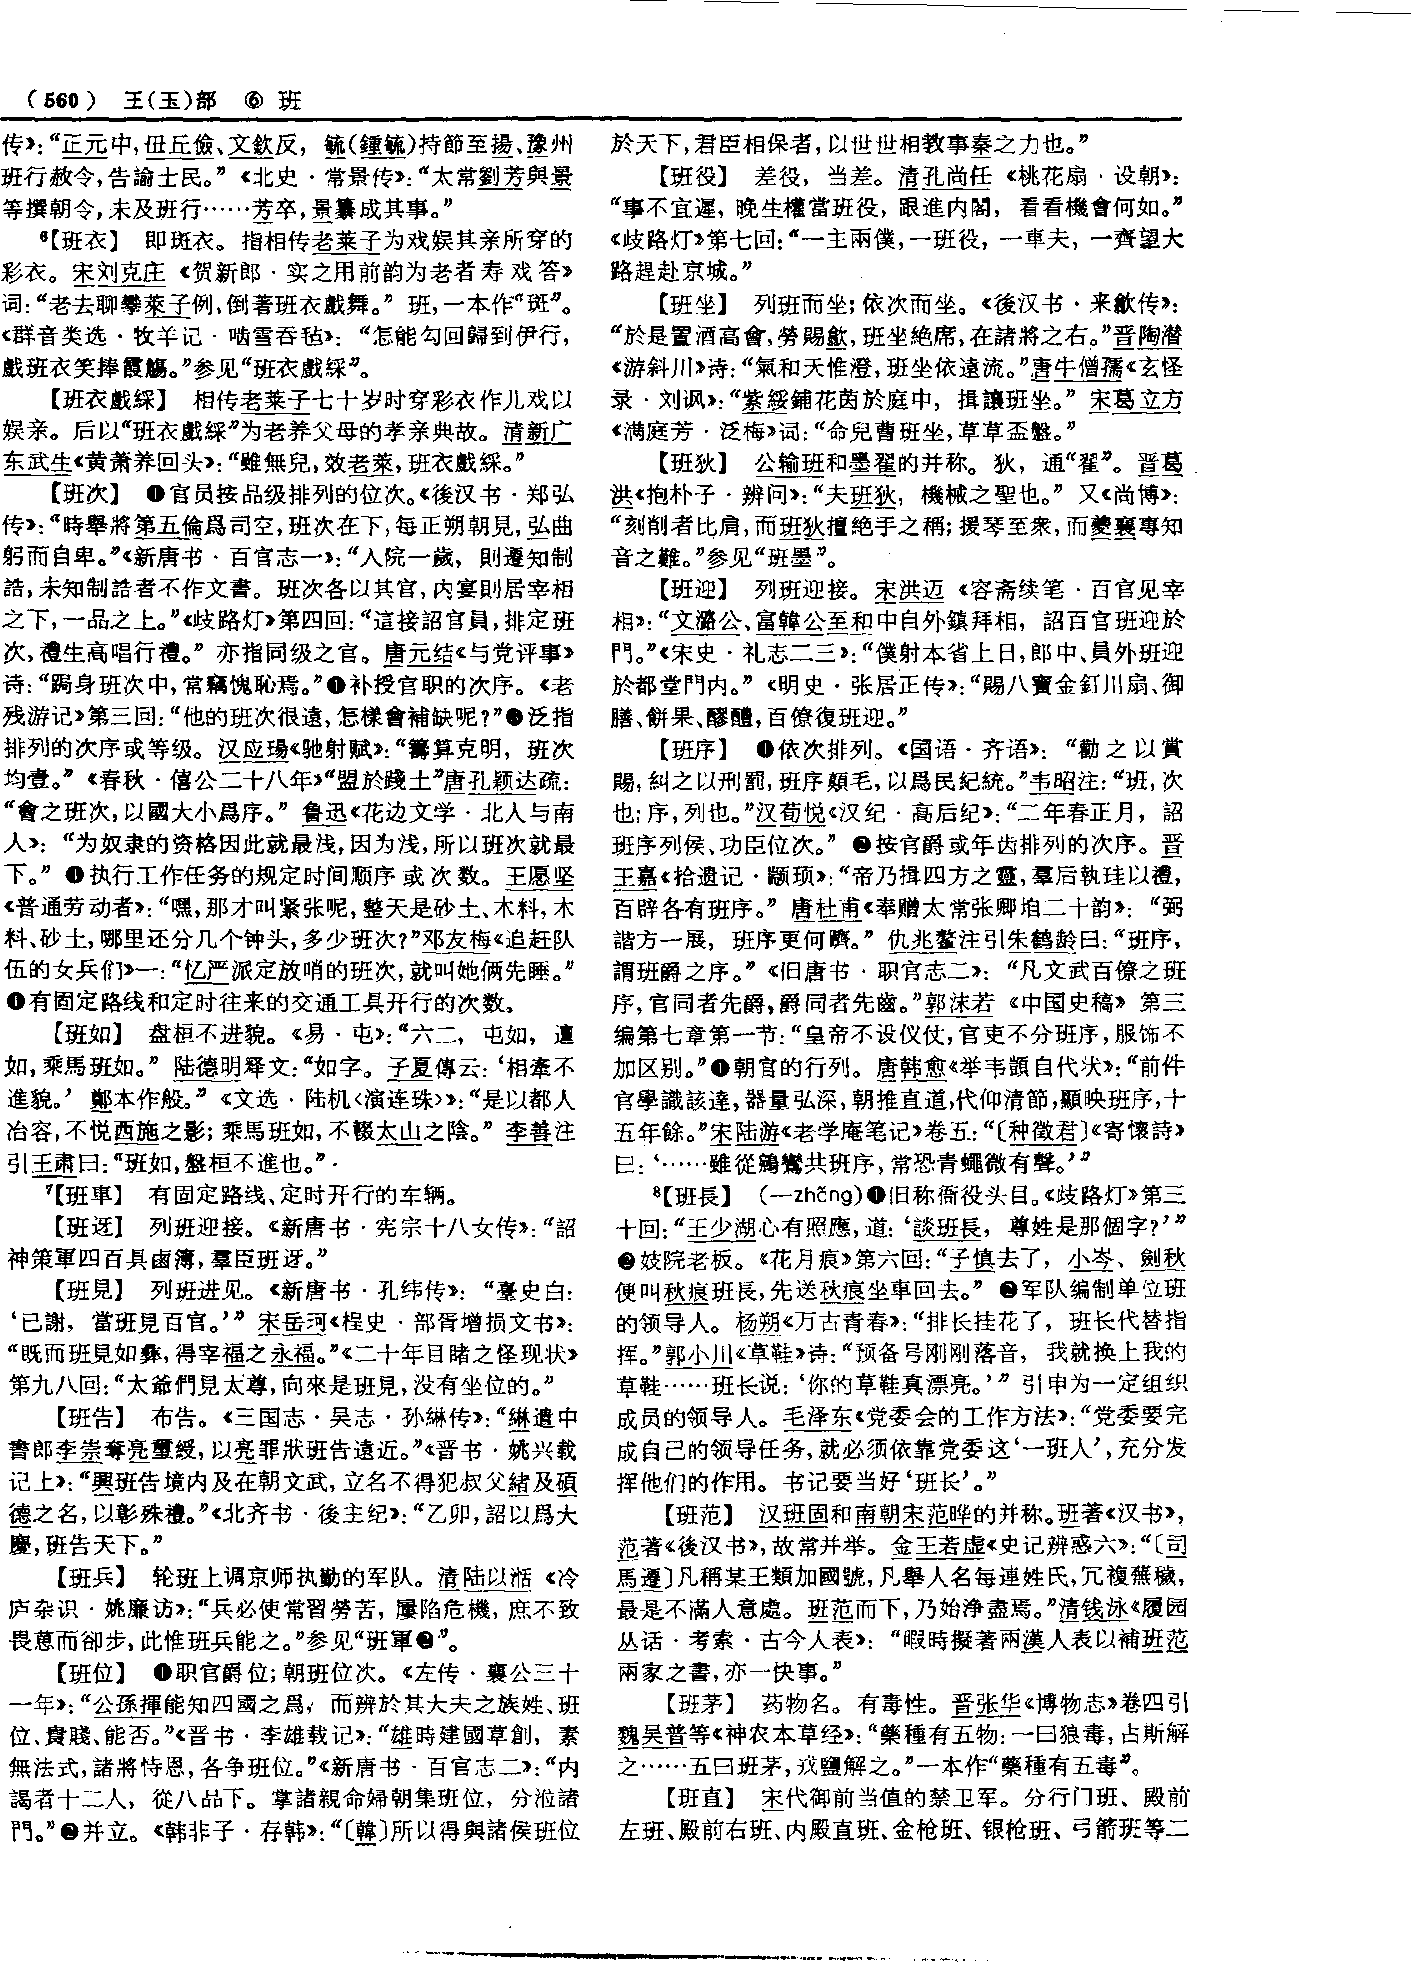 (560) 王(玉)部 ⑥ 班
传》：“正元中，毌丘儉、文欽反，毓(鍾毓)持節至揚、豫州
班行赦令，告諭士民。”《北史·常景传》：“太常劉芳與景
等撰朝令，未及班行……芳卒，景纂成其事。”
⁶【班衣】 即斑衣。指相传老莱子为戏娱其亲所穿的
彩衣。宋刘克庄《贺新郎·实之用前韵为老者寿戏答》
词：“老去聊攀萊子例，倒著班衣戲舞。”班，一本作“斑”。
《群音类选·牧羊记·啮雪吞毡》：“怎能勾回歸到伊行，
戲班衣笑捧霞觴。”参见“班衣戲綵”。
【班衣戲綵】 相传老莱子七十岁时穿彩衣作儿戏以
娱亲。后以“班衣戲綵”为老养父母的孝亲典故。清新广
东武生《黄萧养回头》：“雖無兒，效老萊，班衣戲綵。”
【班次】 ❶官员按品级排列的位次。《後汉书·郑弘
传》：“時舉將第五倫爲司空，班次在下，每正朔朝見，弘曲
躬而自卑。”《新唐书·百官志一》：“入院一歲，則遷知制
誥，未知制誥者不作文書。班次各以其官，内宴則居宰相
之下，一品之上。”《歧路灯》第四回：“這接詔官員，排定班
次，禮生高唱行禮。”亦指同级之官。唐元结《与党评事》
诗：“跼身班次中，常竊愧恥焉。”❶补授官职的次序。《老
残游记》第三回：“他的班次很遠，怎樣會補缺呢？”❸泛指
排列的次序或等级。汉应瑒《驰射赋》：“籌算克明，班次
均壹。”《春秋·僖公二十八年》“盟於踐土”唐孔颖达疏：
“會之班次，以國大小爲序。”鲁迅《花边文学·北人与南
人》：“为奴隶的资格因此就最浅，因为浅，所以班次就最
下。”❶执行工作任务的规定时间顺序或次数。王愿坚
《普通劳动者》：“嘿，那才叫紧张呢，整天是砂土、木料，木
料、砂土，哪里还分几个钟头，多少班次？”邓友梅《追赶队
伍的女兵们》一：“忆严派定放哨的班次，就叫她俩先睡。”
❶有固定路线和定时往来的交通工具开行的次数。
【班如】 盘桓不进貌。《易·屯》：“六二，屯如，邅
如，乘馬班如。”陆德明释文：“如字。子夏傳云：‘相牽不
進貌。’鄭本作般。”《文选·陆机〈演连珠〉》：“是以都人
冶容，不悦西施之影；乘馬班如，不輟太山之陰。”李善注
引王肃曰：“班如，盤桓不進也。”
⁷【班車】 有固定路线、定时开行的车辆。
【班迓】 列班迎接。《新唐书·宪宗十八女传》：“詔
神策軍四百具鹵簿，羣臣班迓。”
【班見】 列班进见。《新唐书·孔纬传》：“臺史白：
‘已謝，當班見百官。’”宋岳珂《桯史·部胥增损文书》：
“既而班見如彝，得宰福之永福。”《二十年目睹之怪现状》
第九八回：“太爺們見太尊，向來是班見，没有坐位的。”
【班告】 布告。《三国志·吴志·孙綝传》：“綝遣中
書郎李崇奪亮璽綬，以亮罪狀班告遠近。”《晋书·姚兴载
记上》：“興班告境内及在朝文武，立名不得犯叔父緒及碩
德之名，以彰殊禮。”《北齐书·後主纪》：“乙卯，詔以爲大
慶，班告天下。”
【班兵】 轮班上调京师执勤的军队。清陆以湉《冷
庐杂识·姚廉访》：“兵必使常習勞苦，屢陷危機，庶不致
畏葸而卻步，此惟班兵能之。”参见“班軍❷”。
【班位】 ❶职官爵位；朝班位次。《左传·襄公三十
一年》：“公孫揮能知四國之爲，而辨於其大夫之族姓、班
位、貴賤、能否。”《晋书·李雄载记》：“雄時建國草創，素
無法式，諸將恃恩，各争班位。”《新唐书·百官志二》：“内
謁者十二人，從八品下。掌諸親命婦朝集班位，分涖諸
門。”❷并立。《韩非子·存韩》：“〔韓〕所以得與諸侯班位
於天下，君臣相保者，以世世相教事秦之力也。”
【班役】 差役，当差。清孔尚任《桃花扇·设朝》：
“事不宜遲，晚生權當班役，跟進内閣，看看機會何如。”
《歧路灯》第七回：“一主兩僕，一班役，一車夫，一齊望大
路趕赴京城。”
【班坐】 列班而坐；依次而坐。《後汉书·来歙传》：
“於是置酒高會，勞賜歙，班坐絶席，在諸將之右。”晋陶潜
《游斜川》诗：“氣和天惟澄，班坐依遠流。”唐牛僧孺《玄怪
录·刘讽》：“紫綏鋪花茵於庭中，揖讓班坐。”宋葛立方
《满庭芳·泛梅》词：“命兒曹班坐，草草盃盤。”
【班狄】 公输班和墨翟的并称。狄，通“翟”。晋葛
洪《抱朴子·辨问》：“夫班狄，機械之聖也。”又《尚博》：
“刻削者比肩，而班狄擅絶手之稱；援琴至衆，而夔襄專知
音之難。”参见“班墨”。
【班迎】 列班迎接。宋洪迈《容斋续笔·百官见宰
相》：“文潞公、富韓公至和中自外鎮拜相，詔百官班迎於
門。”《宋史·礼志二三》：“僕射本省上日，郎中、員外班迎
於都堂門内。”《明史·张居正传》：“賜八寶金釘川扇、御
膳、餅果、醪醴，百僚復班迎。”
【班序】 ❶依次排列。《国语·齐语》：“勸之以賞
賜，糾之以刑罰，班序顛毛，以爲民紀統。”韦昭注：“班，次
也；序，列也。”汉荀悦《汉纪·高后纪》：“二年春正月，詔
班序列侯、功臣位次。”❷按官爵或年齿排列的次序。晋
王嘉《拾遗记·颛顼》：“帝乃揖四方之靈，羣后執珪以禮，
百辟各有班序。”唐杜甫《奉赠太常张卿垍二十韵》：“弼
諧方一展，班序更何躋。”仇兆鳌注引朱鹤龄曰：“班序，
謂班爵之序。”《旧唐书·职官志二》：“凡文武百僚之班
序，官同者先爵，爵同者先齒。”郭沫若《中国史稿》第三
编第七章第一节：“皇帝不设仪仗，官吏不分班序，服饰不
加区别。”❶朝官的行列。唐韩愈《举韦顗自代状》：“前件
官學識該達，器量弘深，朝推直道，代仰清節，顯映班序，十
五年餘。”宋陆游《老学庵笔记》卷五：“〔种徵君〕《寄懷詩》
曰：‘……雖從鵷鷺共班序，常恐青蠅微有聲。’”
⁸【班長】 (一zhǎng)❶旧称衙役头目。《歧路灯》第三
十回：“王少湖心有照應，道：‘談班長，尊姓是那個字？’”
❷妓院老板。《花月痕》第六回：“子慎去了，小岑、劍秋
便叫秋痕班長，先送秋痕坐車回去。”❷军队编制单位班
的领导人。杨朔《万古青春》：“排长挂花了，班长代替指
挥。”郭小川《草鞋》诗：“预备号刚刚落音，我就换上我的
草鞋……班长说：‘你的草鞋真漂亮。’”引申为一定组织
成员的领导人。毛泽东《党委会的工作方法》：“党委要完
成自己的领导任务，就必须依靠党委这‘一班人’，充分发
挥他们的作用。书记要当好‘班长’。”
【班范】 汉班固和南朝宋范晔的并称。班著《汉书》，
范著《後汉书》，故常并举。金王若虚《史记辨惑六》：“〔司
馬遷〕凡稱某王類加國號，凡舉人名每連姓氏，冗複蕪穢，
最是不滿人意處。班范而下，乃始净盡焉。”清钱泳《履园
丛话·考索·古今人表》：“暇時擬著兩漢人表以補班范
兩家之書，亦一快事。”
【班茅】 药物名。有毒性。晋张华《博物志》卷四引
魏吴普等《神农本草经》：“藥種有五物：一曰狼毒，占斯解
之……五曰班茅，戎鹽解之。”一本作“藥種有五毒”。
【班直】 宋代御前当值的禁卫军。分行门班、殿前
左班、殿前右班、内殿直班、金枪班、银枪班、弓箭班等二